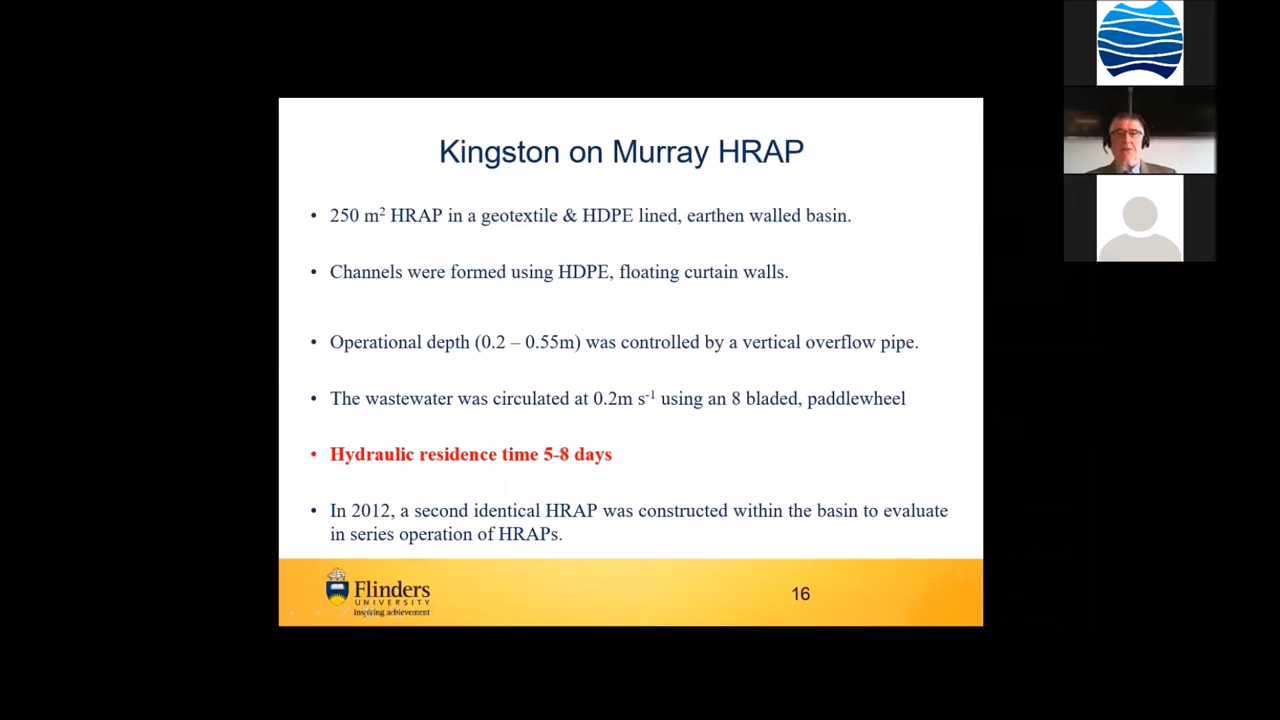 Kingston on Murray HRAP
• 250 m² HRAP in a geotextile & HDPE lined, earthen walled basin.
• Channels were formed using HDPE, floating curtain walls.
• Operational depth (0.2 – 0.55m) was controlled by a vertical overflow pipe.
• The wastewater was circulated at 0.2m s⁻¹ using an 8 bladed, paddlewheel
• Hydraulic residence time 5-8 days
• In 2012, a second identical HRAP was constructed within the basin to evaluate
in series operation of HRAPs.
Flinders
UNIVERSITY
inspiring achievement
16